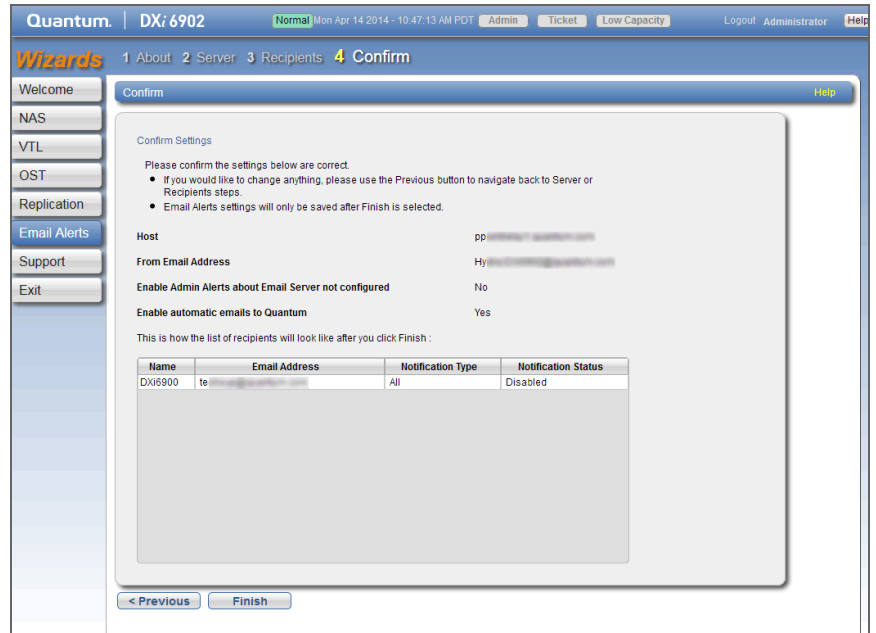 Quantum. DXi 6902 Normal Mon Apr 14 2014 - 10:47:13 AM PDT Admin Ticket Low Capacity Logout Administrator Help
Wizards 1 About 2 Server 3 Recipients 4 Confirm
Welcome
NAS
VTL
OST
Replication
Email Alerts
Support
Exit
Confirm Help
Confirm Settings
Please confirm the settings below are correct.
• If you would like to change anything, please use the Previous button to navigate back to Server or
Recipients steps.
• Email Alerts settings will only be saved after Finish is selected.
Host
From Email Address
Enable Admin Alerts about Email Server not configured No
Enable automatic emails to Quantum Yes
This is how the list of recipients will look like after you click Finish :
Name Email Address Notification Type Notification Status
DXi6900 All Disabled
< Previous Finish